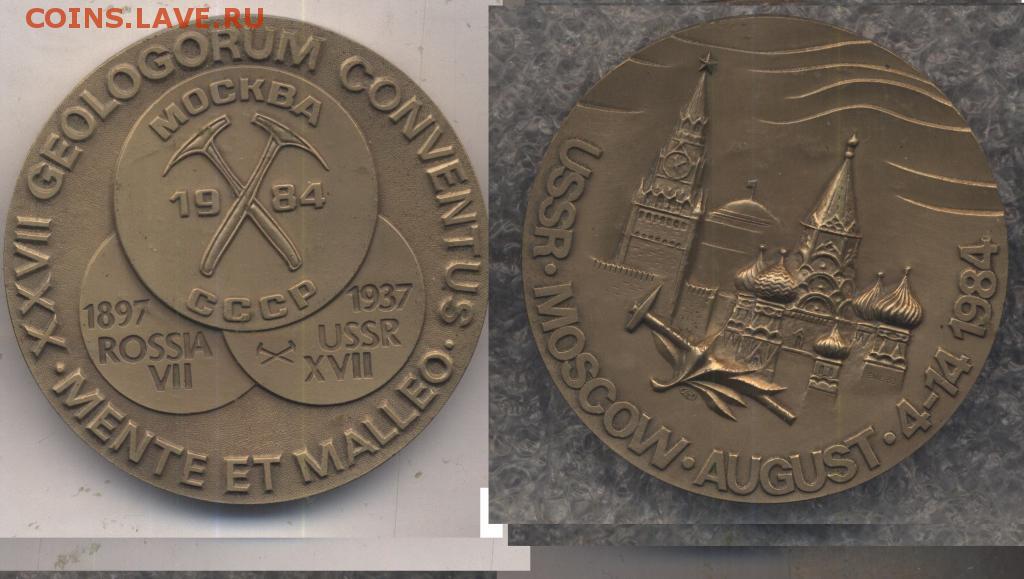 COINS.LAVE.RU
XXVII GEOLOGORUM CONVENTUS
· MENTE ET MALLEO ·
МОСКВА
1984
СССР
1897
ROSSIA
VII
1937
USSR
XVII
USSR · MOSCOW · AUGUST · 4-14 1984